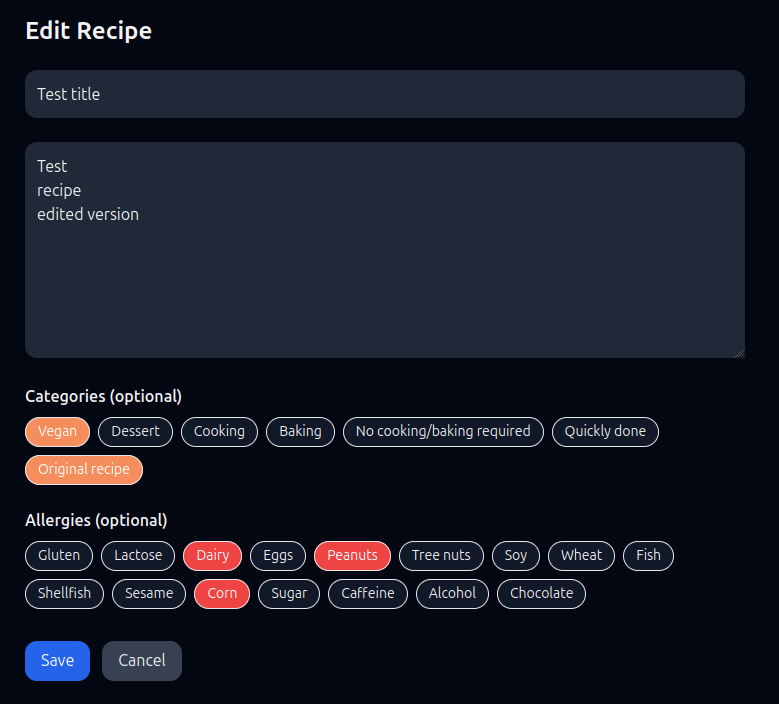 Edit Recipe
Test title
Test
recipe
edited version
Categories (optional)
Vegan Dessert Cooking Baking No cooking/baking required Quickly done
Original recipe
Allergies (optional)
Gluten Lactose Dairy Eggs Peanuts Tree nuts Soy Wheat Fish
Shellfish Sesame Corn Sugar Caffeine Alcohol Chocolate
Save Cancel